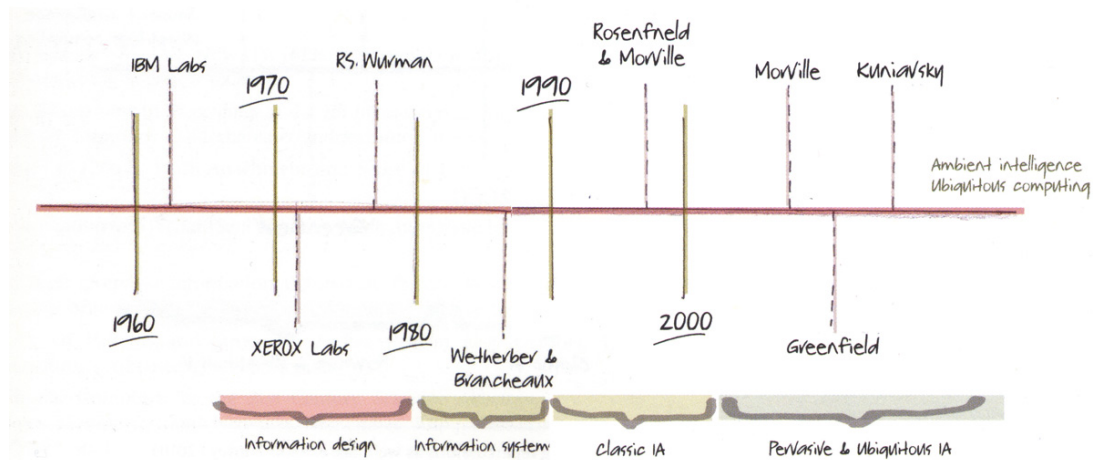 IBM Labs
1970
RS. Wurman
1990
Rosenfneld
& Morville
Morville
Kuniavsky
Ambient intelligence
Ubiquitous computing
1960
XEROX Labs
1980
Wetherber &
Brancheaux
2000
Greenfield
Information design
Information system
Classic IA
Pervasive & Ubiquitous IA